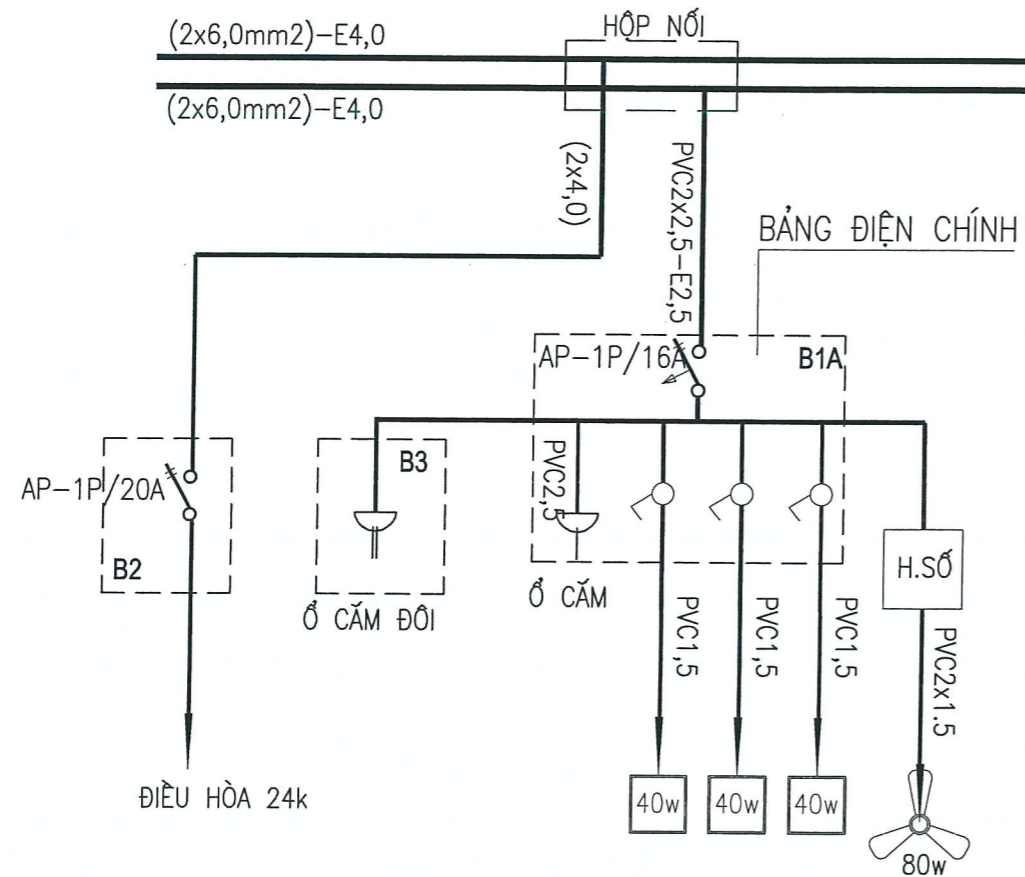 (2x6,0mm2)-E4,0
HỘP NỐI
(2x6,0mm2)-E4,0
(2x4,0)
PVC2x2,5-E2,5
BẢNG ĐIỆN CHÍNH
AP-1P/16A
B1A
B3
PVC2,5
AP-1P/20A
B2
H.SỐ
Ổ CẮM ĐÔI
Ổ CẮM
PVC1,5
PVC1,5
PVC1,5
PVC2x1.5
ĐIỀU HÒA 24k
40w
40w
40w
80w